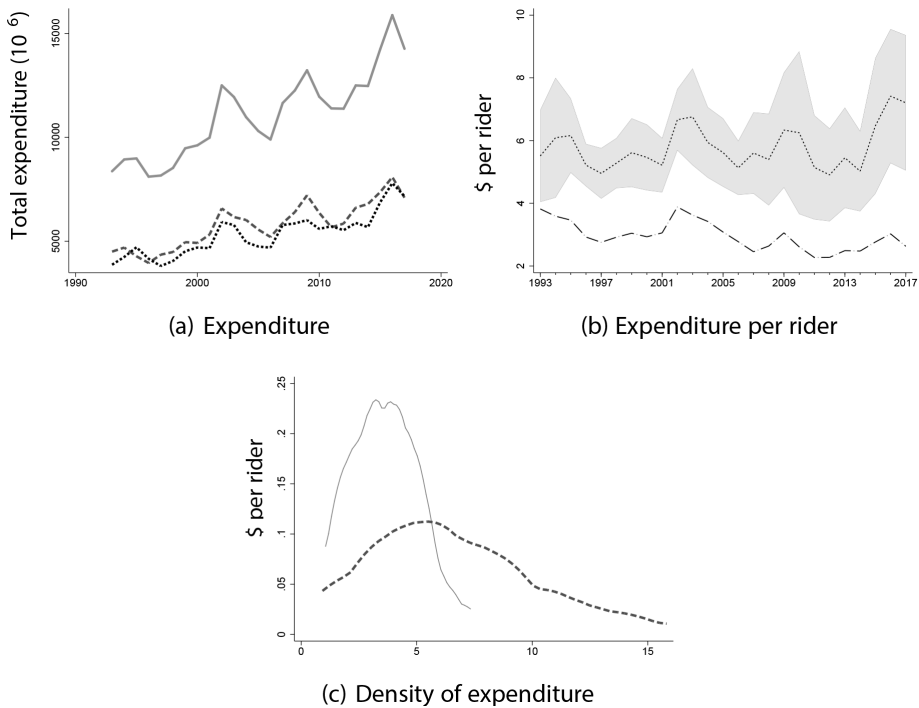 Total expenditure (10 6)
15000
10000
5000
1990 2000 2010 2020
(a) Expenditure
$ per rider
10
8
6
4
2
1993 1997 2001 2005 2009 2013 2017
(b) Expenditure per rider
$ per rider
.25
.2
.15
.1
.05
0
0 5 10 15
(c) Density of expenditure